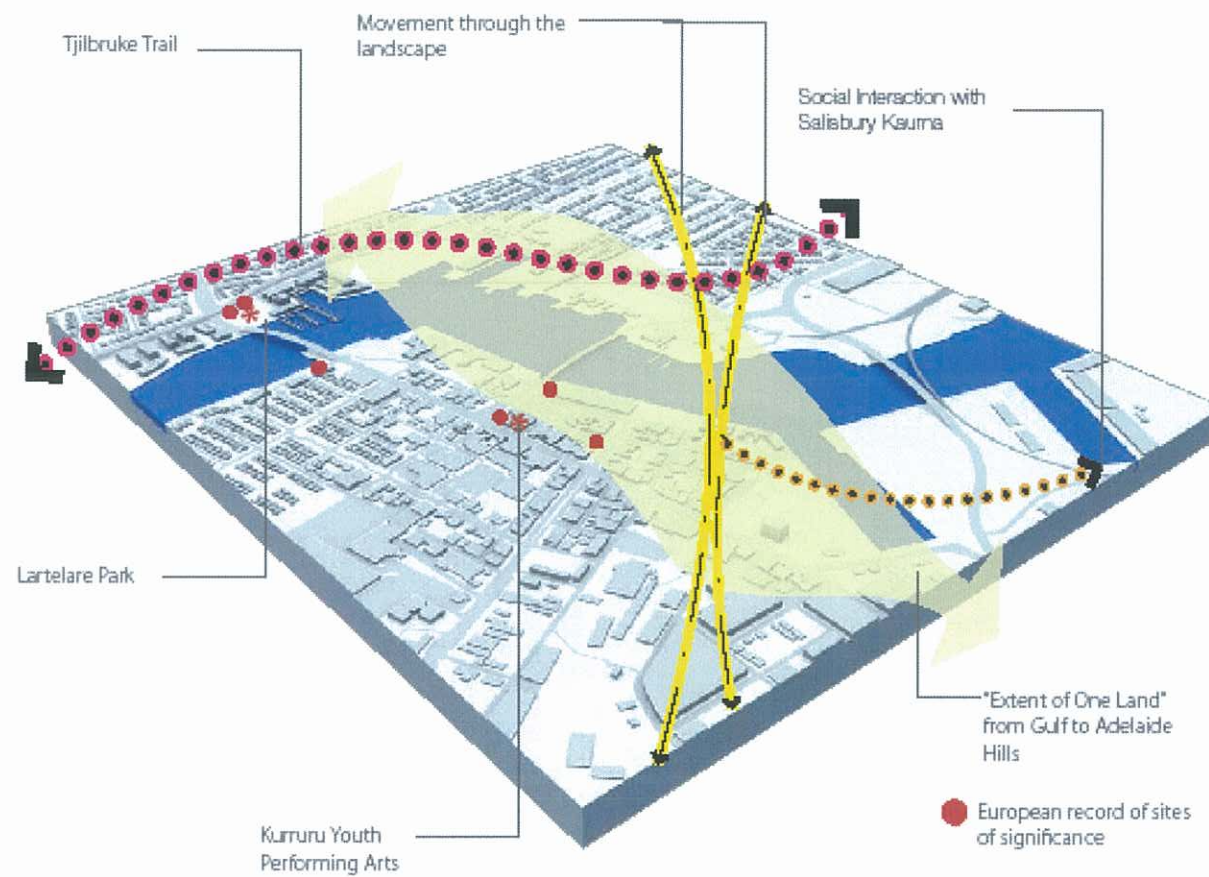 Movement through the
landscape
Tjilbruke Trail
Social Interaction with
Salisbury Kaurna
Lartelare Park
"Extent of One Land"
from Gulf to Adelaide
Hills
European record of sites
of significance
Kurruru Youth
Performing Arts